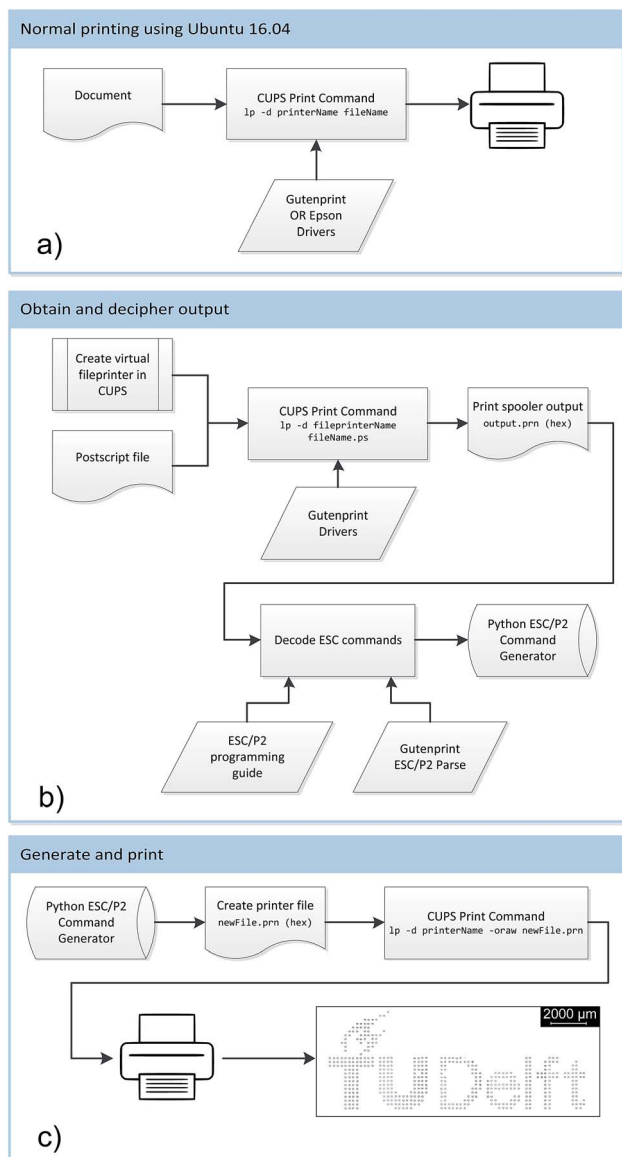 Normal printing using Ubuntu 16.04
Document
CUPS Print Command
lp -d printerName fileName
Gutenprint
OR Epson
Drivers
a)
Obtain and decipher output
Create virtual
fileprinter in
CUPS
Postscript file
CUPS Print Command
lp -d fileprinterName
fileName.ps
Print spooler output
output.prn (hex)
Gutenprint
Drivers
Decode ESC commands
Python ESC/P2
Command
Generator
ESC/P2
programming
guide
Gutenprint
ESC/P2 Parse
b)
Generate and print
Python ESC/P2
Command
Generator
Create printer file
newFile.prn (hex)
CUPS Print Command
lp -d printerName -oraw newFile.prn
2000 µm
TUDelft
c)